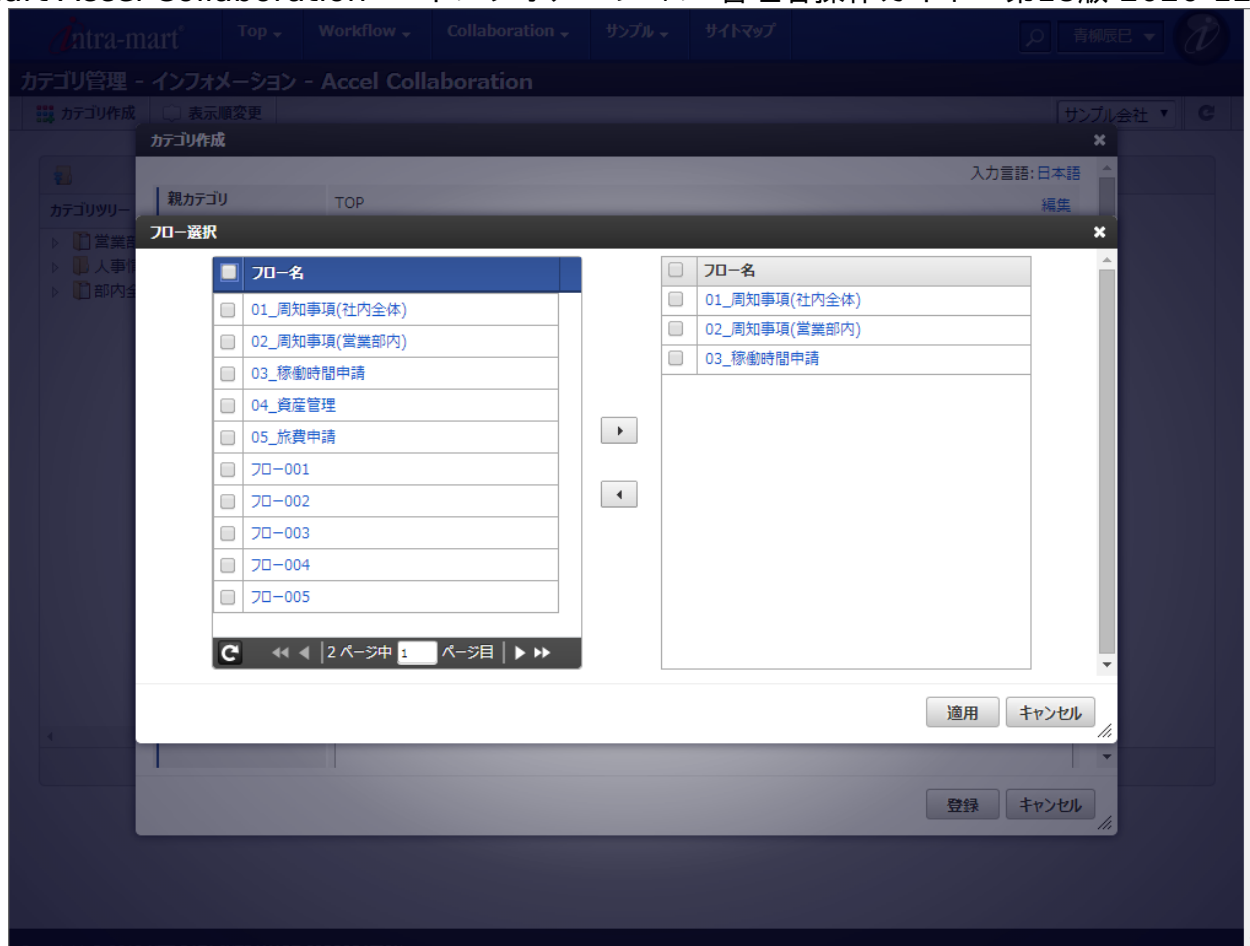 intra-mart Top Workflow Collaboration サンプル サイトマップ 青柳辰巳
カテゴリ管理 - インフォメーション - Accel Collaboration
カテゴリ作成 表示順変更 サンプル会社
カテゴリ作成
入力言語:日本語
カテゴリツリー
親カテゴリ TOP 編集
フロー選択
フロー名
01_周知事項(社内全体)
02_周知事項(営業部内)
03_稼働時間申請
04_資産管理
05_旅費申請
フロー001
フロー002
フロー003
フロー004
フロー005
2 ページ中 1 ページ目
フロー名
01_周知事項(社内全体)
02_周知事項(営業部内)
03_稼働時間申請
適用 キャンセル
登録 キャンセル